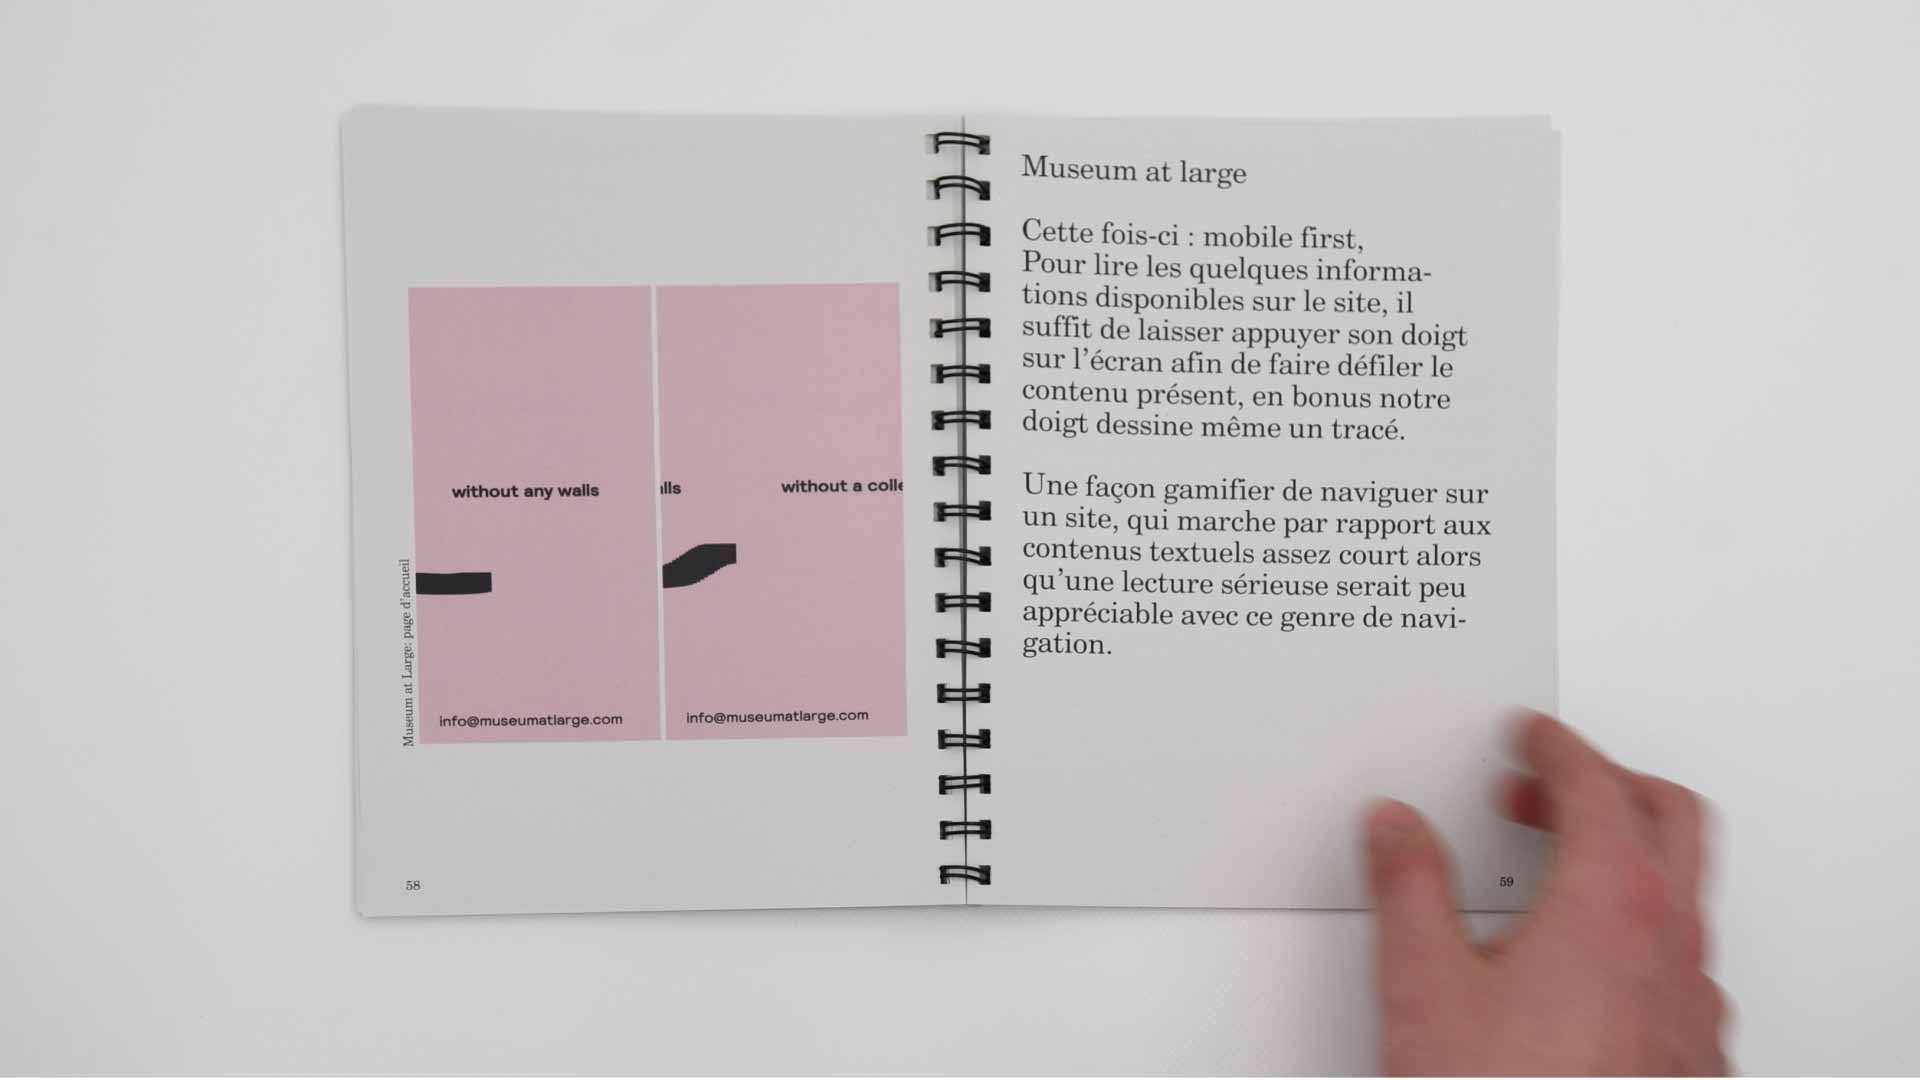 Museum at Large: page d'accueil
without any walls
info@museumatlarge.com
lls
without a colle
info@museumatlarge.com
58
Museum at large
Cette fois-ci : mobile first,
Pour lire les quelques informa-
tions disponibles sur le site, il
suffit de laisser appuyer son doigt
sur l'écran afin de faire défiler le
contenu présent, en bonus notre
doigt dessine même un tracé.
Une façon gamifier de naviguer sur
un site, qui marche par rapport aux
contenus textuels assez court alors
qu'une lecture sérieuse serait peu
appréciable avec ce genre de navi-
gation.
59